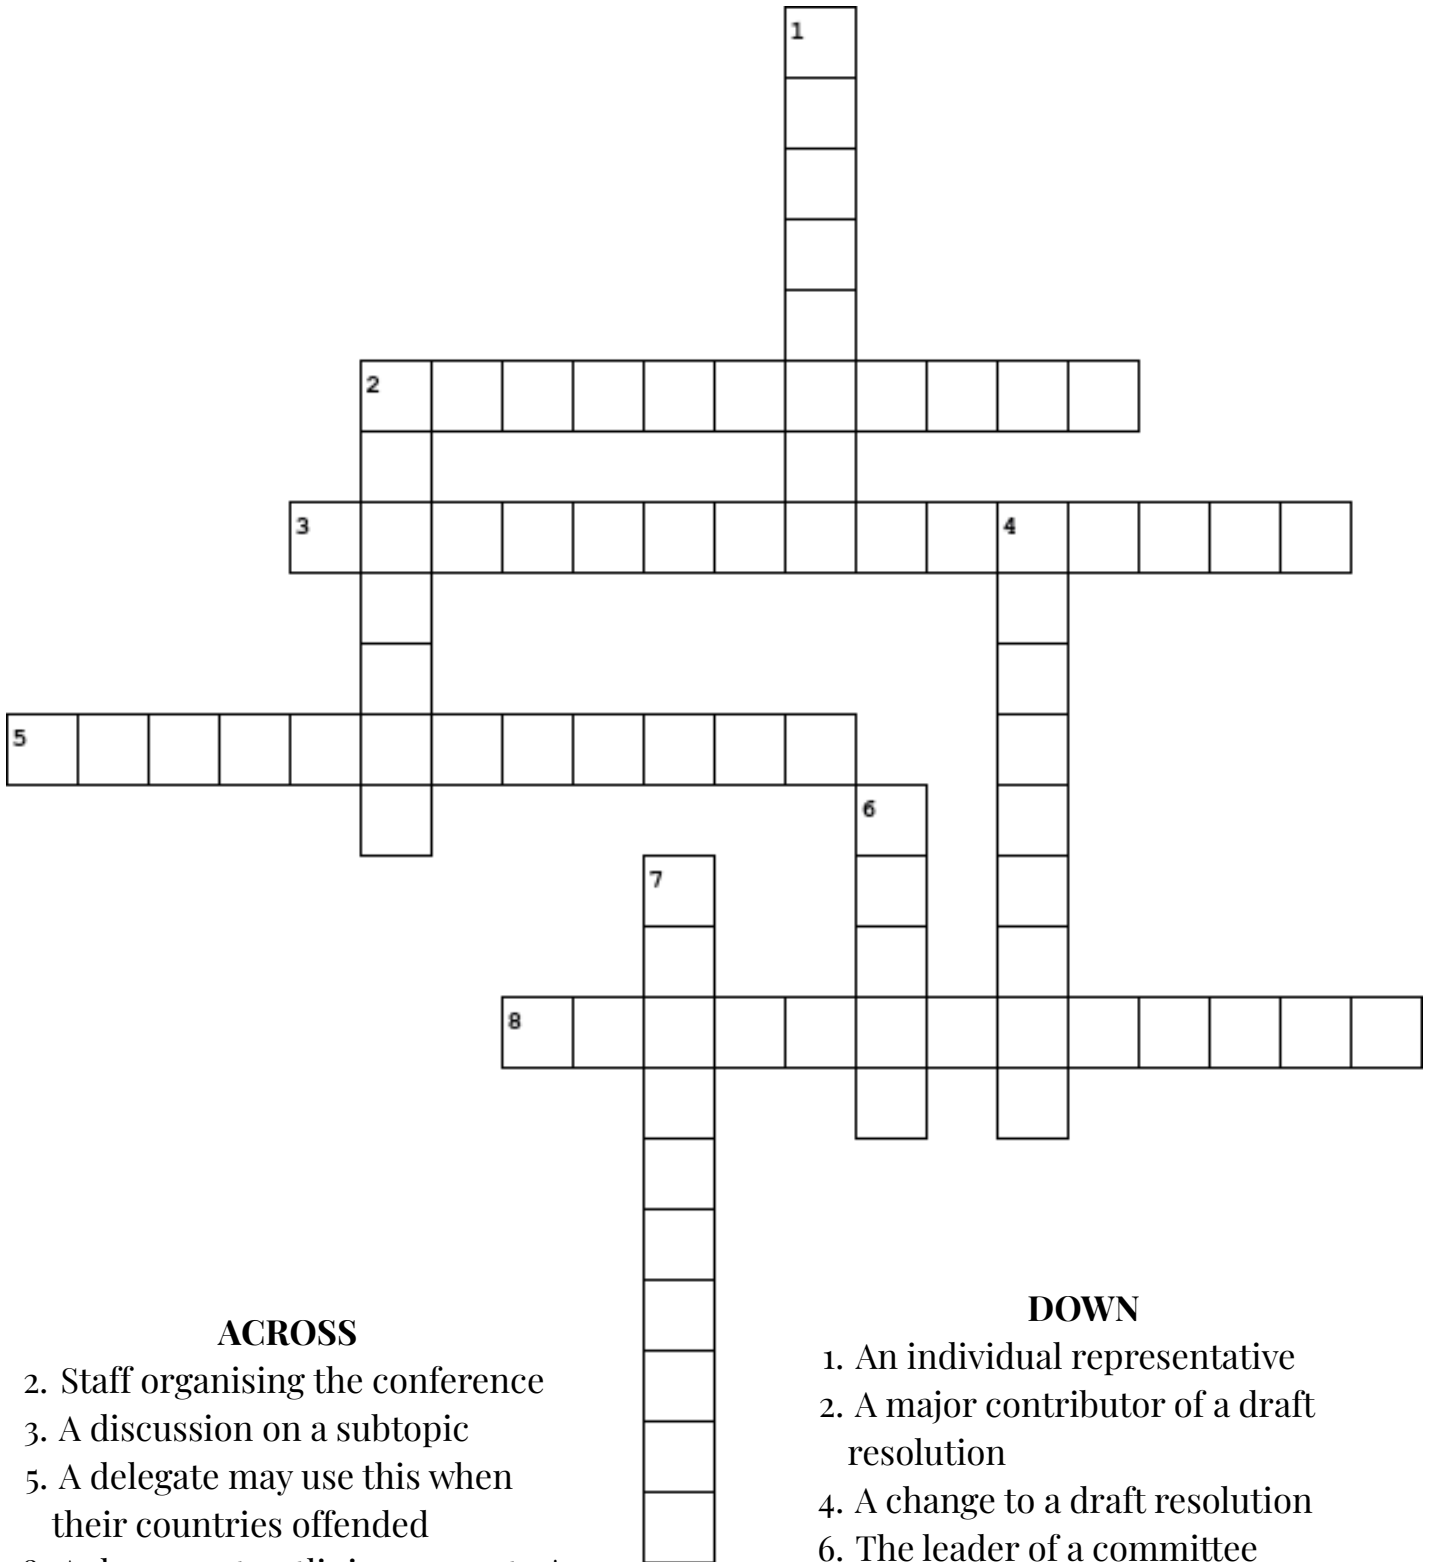 1
2
3
4
5
6
7
8
ACROSS
2. Staff organising the conference
3. A discussion on a subtopic
5. A delegate may use this when
their countries offended
DOWN
1. An individual representative
2. A major contributor of a draft
resolution
4. A change to a draft resolution
6. The leader of a committee